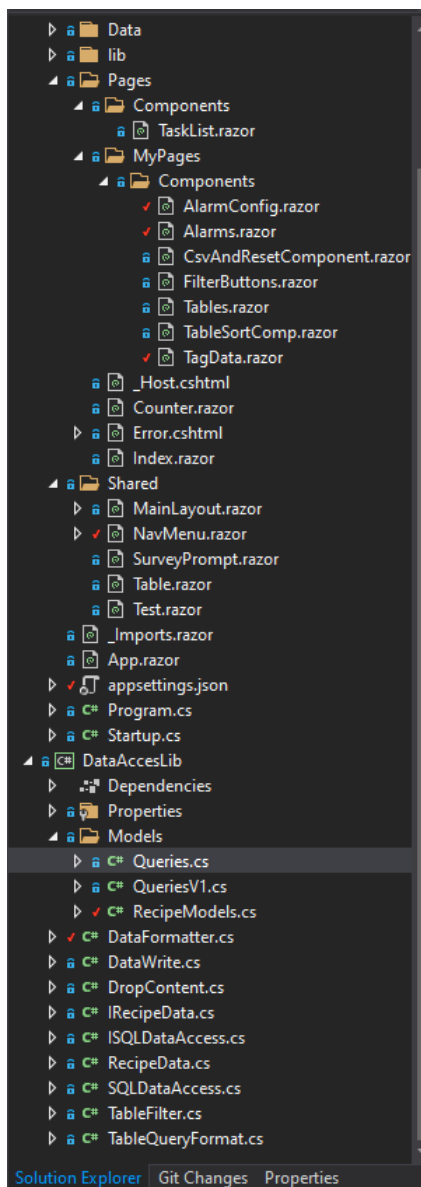 Data
lib
Pages
Components
TaskList.razor
MyPages
Components
AlarmConfig.razor
Alarms.razor
CsvAndResetComponent.razor
FilterButtons.razor
Tables.razor
TableSortComp.razor
TagData.razor
_Host.cshtml
Counter.razor
Error.cshtml
Index.razor
Shared
MainLayout.razor
NavMenu.razor
SurveyPrompt.razor
Table.razor
Test.razor
_Imports.razor
App.razor
appsettings.json
C# Program.cs
C# Startup.cs
C# DataAccesLib
Dependencies
Properties
Models
C# Queries.cs
C# QueriesV1.cs
C# RecipeModels.cs
C# DataFormatter.cs
C# DataWrite.cs
C# DropContent.cs
C# IRecipeData.cs
C# ISQLDataAccess.cs
C# RecipeData.cs
C# SQLDataAccess.cs
C# TableFilter.cs
C# TableQueryFormat.cs
Solution Explorer Git Changes Properties